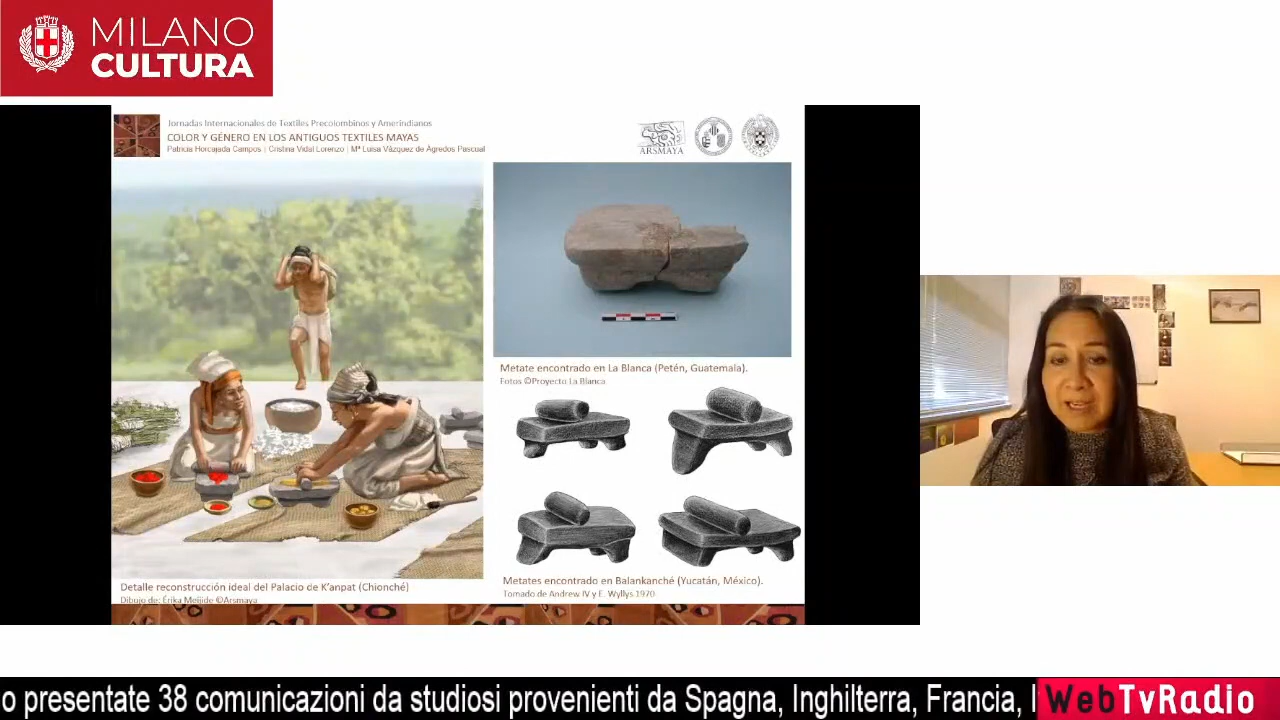 MILANO
CULTURA
Jornadas Internacionales de Textiles Precolombinos y Amerindianos
COLOR Y GÉNERO EN LOS ANTIGUOS TEXTILES MAYAS
Patricia Horcajada Campos | Cristina Vidal Lorenzo | Mª Luisa Vázquez de Ágredos Pascual
ARSMAYA
Metate encontrado en La Blanca (Petén, Guatemala).
Fotos ©Proyecto La Blanca
Detalle reconstrucción ideal del Palacio de K'anpat (Chionché)
Dibujo de: Érika Meijide ©Arsmaya
Metates encontrado en Balankanché (Yucatán, México).
Tomado de Andrew IV y E. Wyllys 1970
o presentate 38 comunicazioni da studiosi provenienti da Spagna, Inghilterra, Francia,
WebTvRadio